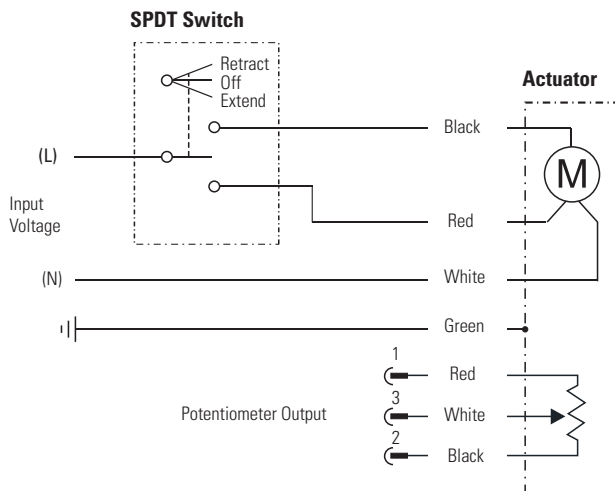 SPDT Switch
Retract
Off
Extend
Actuator
Black
(L)
M
Input
Voltage
Red
(N)
White
Green
1
Red
3
Potentiometer Output
White
2
Black